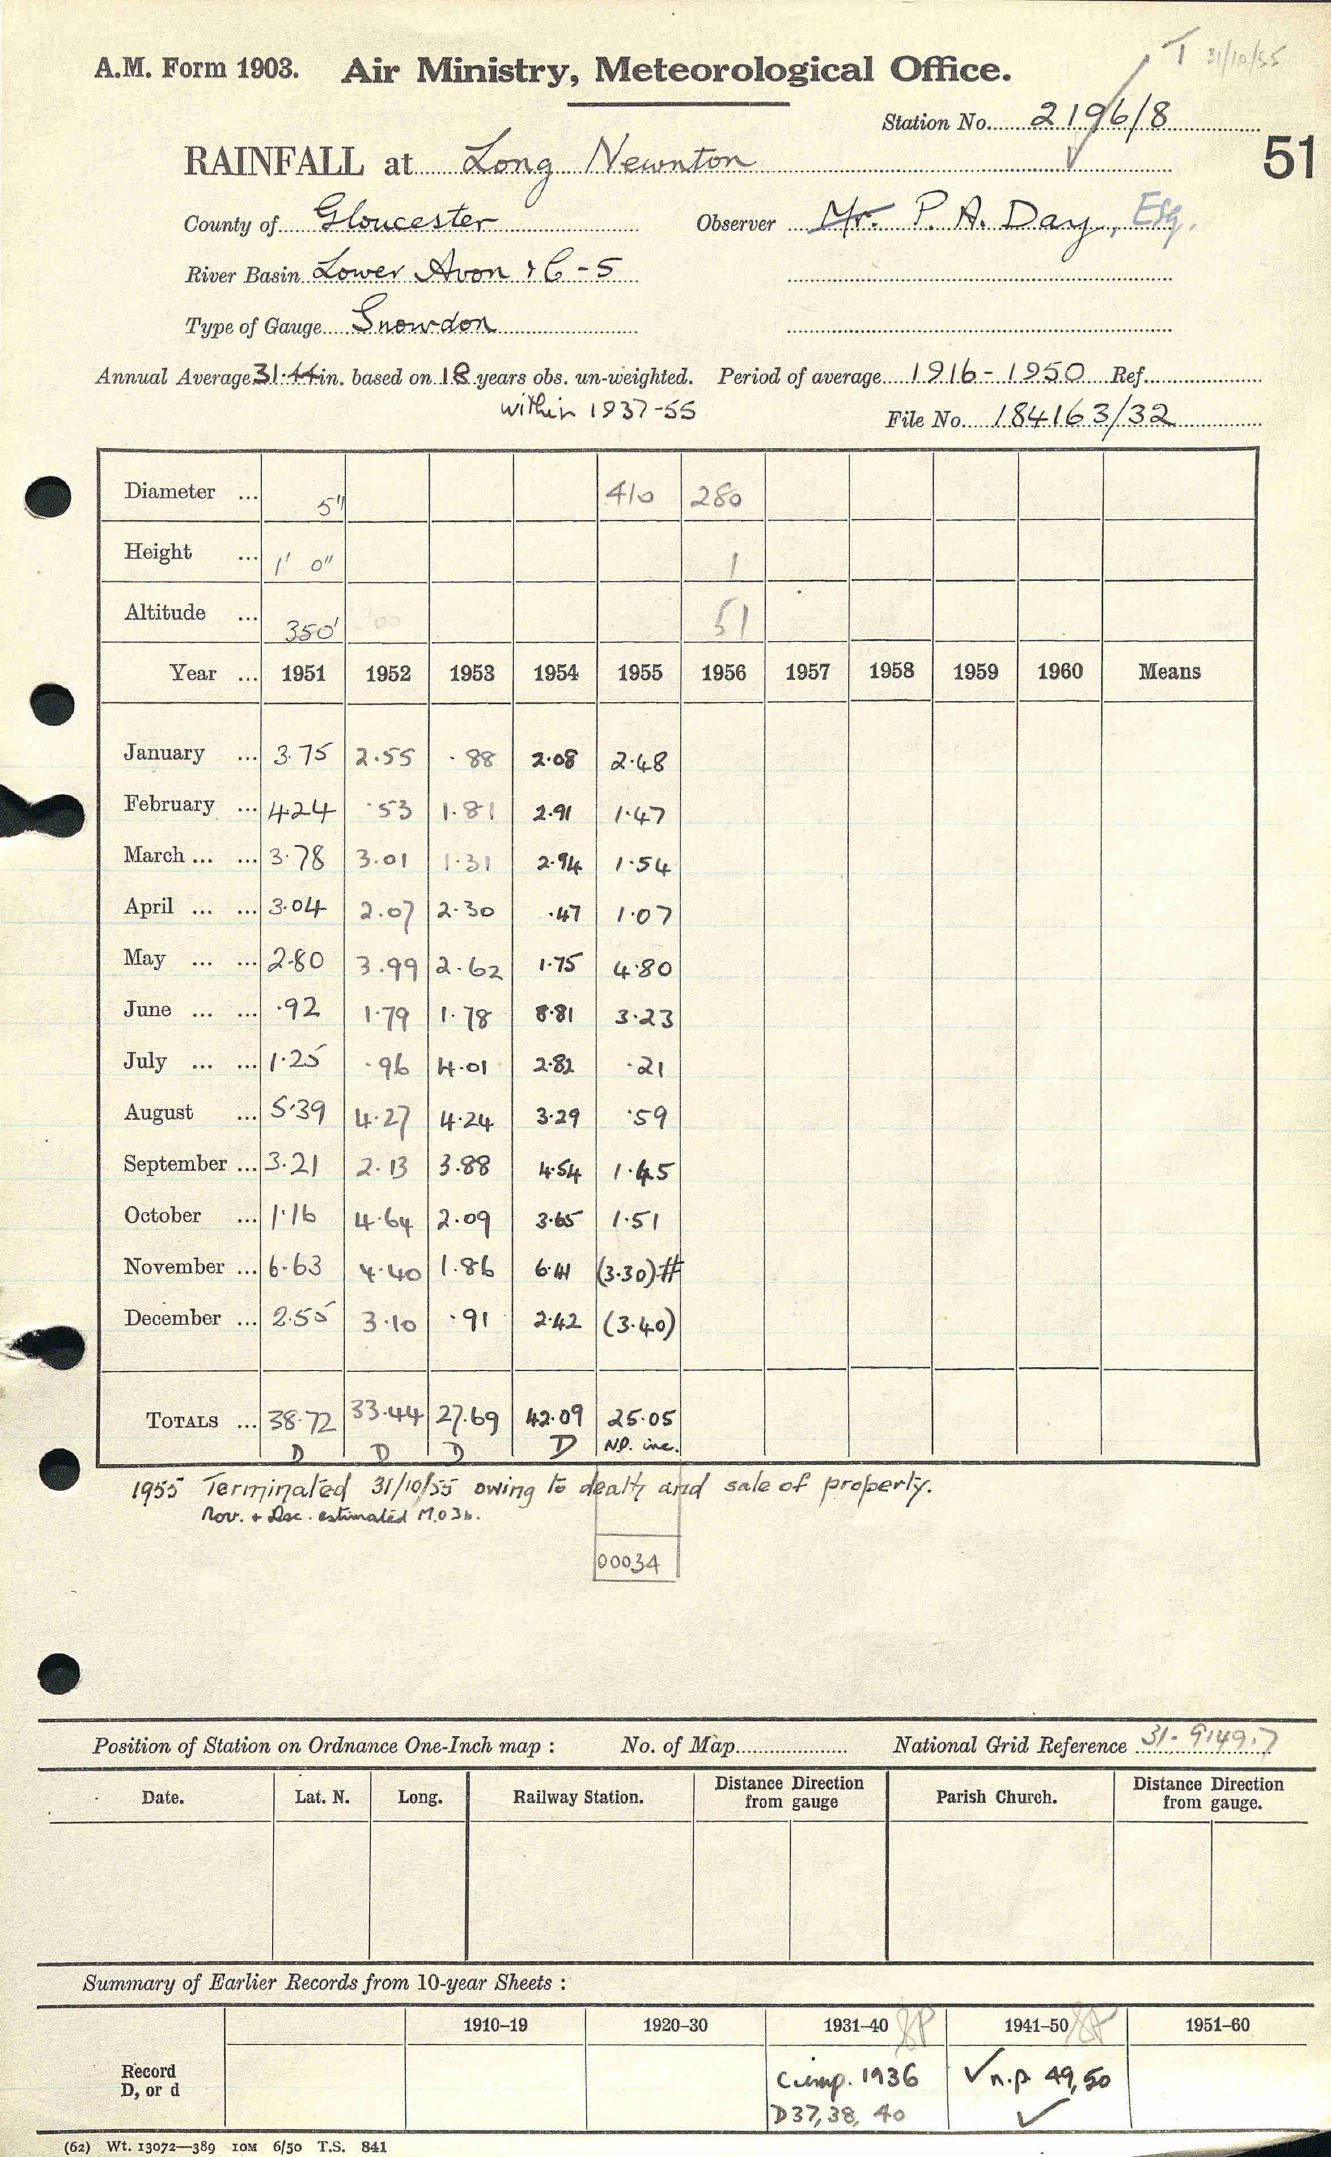 T 31/10/55
A.M. Form 1903. Air Ministry, Meteorological Office.
Station No. 2196/8
51
RAINFALL at Long Newnton
County of Gloucester Observer Mr. P. A. Day, Esq.
River Basin Lower Avon & C-5
Type of Gauge Snowdon
Annual Average 31.44 in. based on 18 years obs. un-weighted. Period of average 1916-1950 Ref.
within 1937-55 File No. 184163/32
Diameter ... 5" 410 280
Height ... 1' 0" 1
Altitude ... 350' 51
Year ... 1951 1952 1953 1954 1955 1956 1957 1958 1959 1960 Means
January ... 3.75 2.55 .88 2.08 2.48
February ... 4.24 .53 1.81 2.91 1.47
March ... ... 3.78 3.01 1.31 2.94 1.54
April ... ... 3.04 2.07 2.30 .47 1.07
May ... ... 2.80 3.99 2.62 1.75 4.80
June ... ... .92 1.79 1.78 8.81 3.23
July ... ... 1.25 .96 4.01 2.82 .21
August ... 5.39 4.27 4.24 3.29 .59
September ... 3.21 2.13 3.88 4.54 1.45
October ... 1.16 4.64 2.09 3.65 1.51
November ... 6.63 4.40 1.86 6.41 (3.30)#
December ... 2.55 3.10 .91 2.42 (3.40)
TOTALS ... 38.72 33.44 27.69 42.09 25.05
D D D D ND. inc.
1955 Terminated 31/10/55 owing to death and sale of property.
Nov. + Dec. estimated M.O3b.
00034
Position of Station on Ordnance One-Inch map : No. of Map National Grid Reference 31-9149.7
Date. Lat. N. Long. Railway Station. Distance Direction from gauge Parish Church. Distance Direction from gauge.
Summary of Earlier Records from 10-year Sheets :
1910–19 1920–30 1931–40 1941–50 1951–60
Record D, or d
1936 ✓ n.p. 49, 50
D 37, 38, 40 ✓
(62) Wt. 13072—389 10M 6/50 T.S. 841